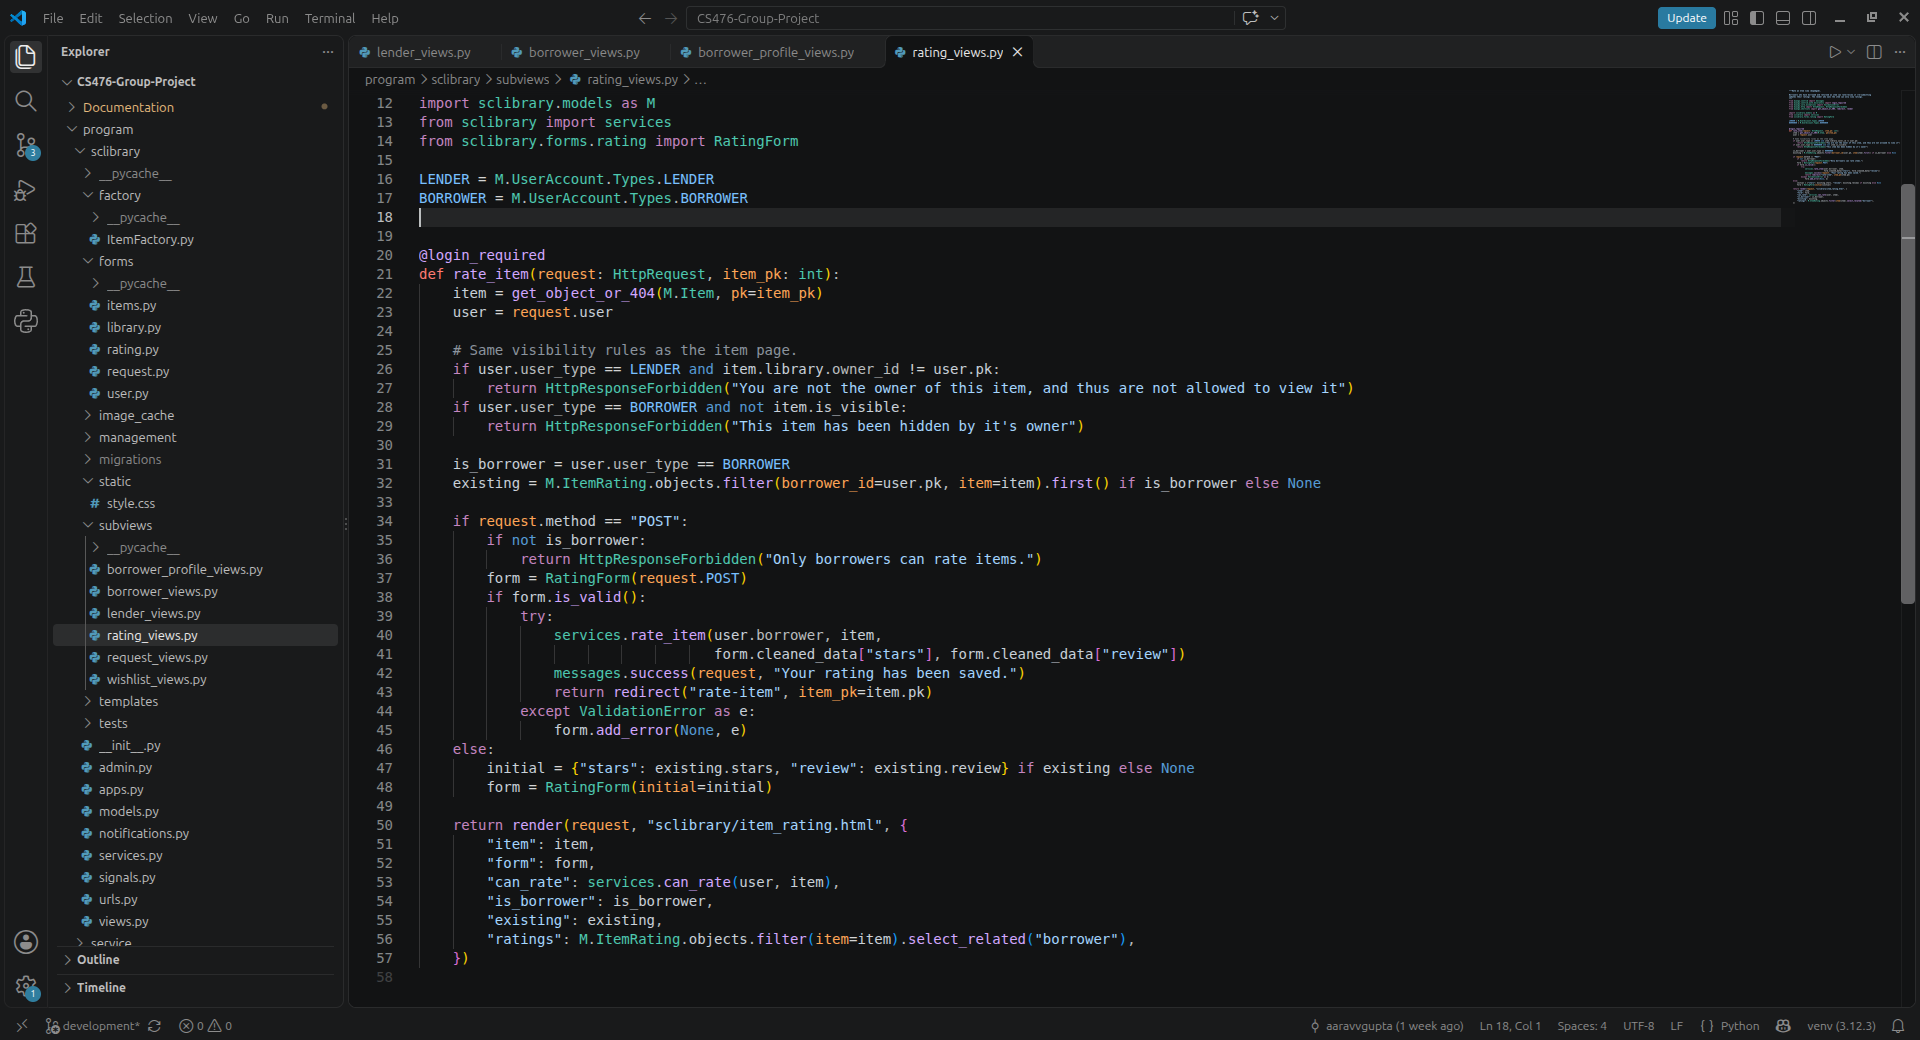 File Edit Selection View Go Run Terminal Help
CS476-Group-Project
Update
Explorer
CS476-Group-Project
Documentation
program
sclibrary
__pycache__
factory
__pycache__
ItemFactory.py
forms
__pycache__
items.py
library.py
rating.py
request.py
user.py
image_cache
management
migrations
static
# style.css
subviews
__pycache__
borrower_profile_views.py
borrower_views.py
lender_views.py
rating_views.py
request_views.py
wishlist_views.py
templates
tests
__init__.py
admin.py
apps.py
models.py
notifications.py
services.py
signals.py
urls.py
views.py
service
Outline
Timeline
3
1
lender_views.py borrower_views.py borrower_profile_views.py rating_views.py
program > sclibrary > subviews > rating_views.py > ...
12 import sclibrary.models as M
13 from sclibrary import services
14 from sclibrary.forms.rating import RatingForm
15
16 LENDER = M.UserAccount.Types.LENDER
17 BORROWER = M.UserAccount.Types.BORROWER
18
19
20 @login_required
21 def rate_item(request: HttpRequest, item_pk: int):
22     item = get_object_or_404(M.Item, pk=item_pk)
23     user = request.user
24
25     # Same visibility rules as the item page.
26     if user.user_type == LENDER and item.library.owner_id != user.pk:
27         return HttpResponseForbidden("You are not the owner of this item, and thus are not allowed to view it")
28     if user.user_type == BORROWER and not item.is_visible:
29         return HttpResponseForbidden("This item has been hidden by it's owner")
30
31     is_borrower = user.user_type == BORROWER
32     existing = M.ItemRating.objects.filter(borrower_id=user.pk, item=item).first() if is_borrower else None
33
34     if request.method == "POST":
35         if not is_borrower:
36             return HttpResponseForbidden("Only borrowers can rate items.")
37         form = RatingForm(request.POST)
38         if form.is_valid():
39             try:
40                 services.rate_item(user.borrower, item,
41                                    form.cleaned_data["stars"], form.cleaned_data["review"])
42                 messages.success(request, "Your rating has been saved.")
43                 return redirect("rate-item", item_pk=item.pk)
44             except ValidationError as e:
45                 form.add_error(None, e)
46     else:
47         initial = {"stars": existing.stars, "review": existing.review} if existing else None
48         form = RatingForm(initial=initial)
49
50     return render(request, "sclibrary/item_rating.html", {
51         "item": item,
52         "form": form,
53         "can_rate": services.can_rate(user, item),
54         "is_borrower": is_borrower,
55         "existing": existing,
56         "ratings": M.ItemRating.objects.filter(item=item).select_related("borrower"),
57     })
58
development* 0 0 aaravvgupta (1 week ago) Ln 18, Col 1 Spaces: 4 UTF-8 LF { } Python venv (3.12.3)